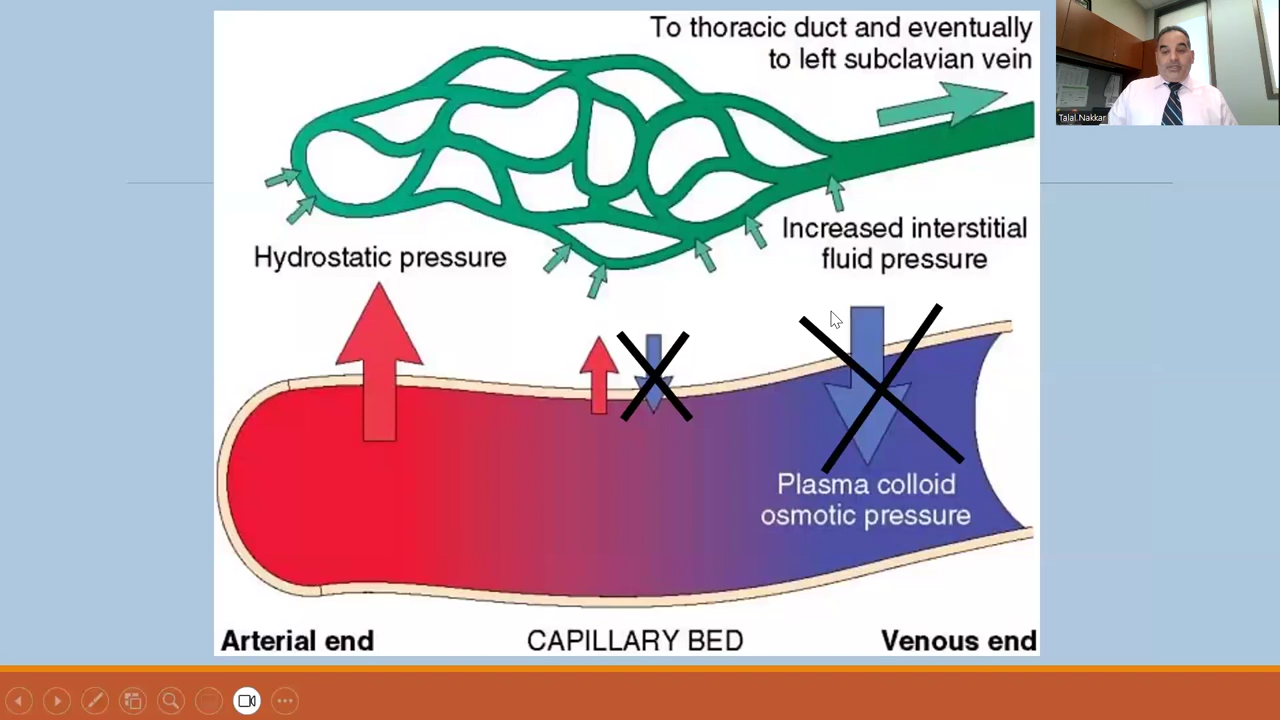 To thoracic duct and eventually
to left subclavian vein
Talal Nakkar
Increased interstitial
fluid pressure
Hydrostatic pressure
Plasma colloid
osmotic pressure
Arterial end
CAPILLARY BED
Venous end